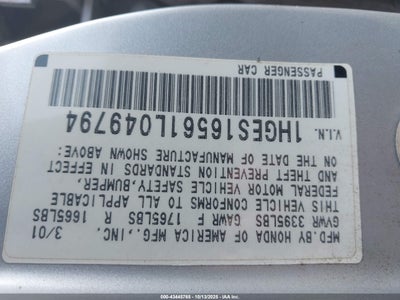 MFD.BY HONDA OF AMERICA MFG.,INC. 3/01
GVWR 3395LBS GAWR F 1765LBS R 1665LBS
THIS VEHICLE CONFORMS TO ALL APPLICABLE
FEDERAL MOTOR VEHICLE SAFETY,BUMPER,
AND THEFT PREVENTION STANDARDS IN EFFECT
ON THE DATE OF MANUFACTURE SHOWN ABOVE:
V.I.N. 1HGES16561L049794
PASSENGER CAR
000-43445765 - 10/13/2025 - IAA